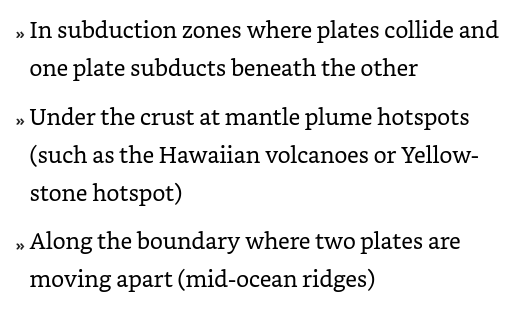 » In subduction zones where plates collide and
one plate subducts beneath the other
» Under the crust at mantle plume hotspots
(such as the Hawaiian volcanoes or Yellow-
stone hotspot)
» Along the boundary where two plates are
moving apart (mid-ocean ridges)